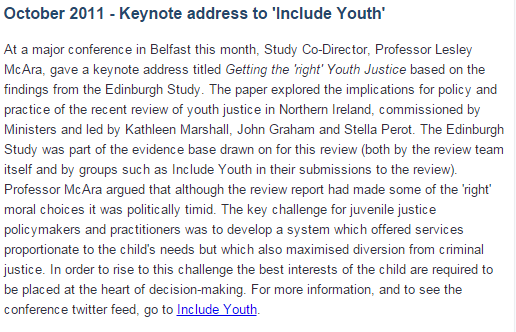 October 2011 - Keynote address to 'Include Youth'
At a major conference in Belfast this month, Study Co-Director, Professor Lesley
McAra, gave a keynote address titled Getting the 'right' Youth Justice based on the
findings from the Edinburgh Study. The paper explored the implications for policy and
practice of the recent review of youth justice in Northern Ireland, commissioned by
Ministers and led by Kathleen Marshall, John Graham and Stella Perot. The Edinburgh
Study was part of the evidence base drawn on for this review (both by the review team
itself and by groups such as Include Youth in their submissions to the review).
Professor McAra argued that although the review report had made some of the 'right'
moral choices it was politically timid. The key challenge for juvenile justice
policymakers and practitioners was to develop a system which offered services
proportionate to the child's needs but which also maximised diversion from criminal
justice. In order to rise to this challenge the best interests of the child are required to
be placed at the heart of decision-making. For more information, and to see the
conference twitter feed, go to Include Youth.